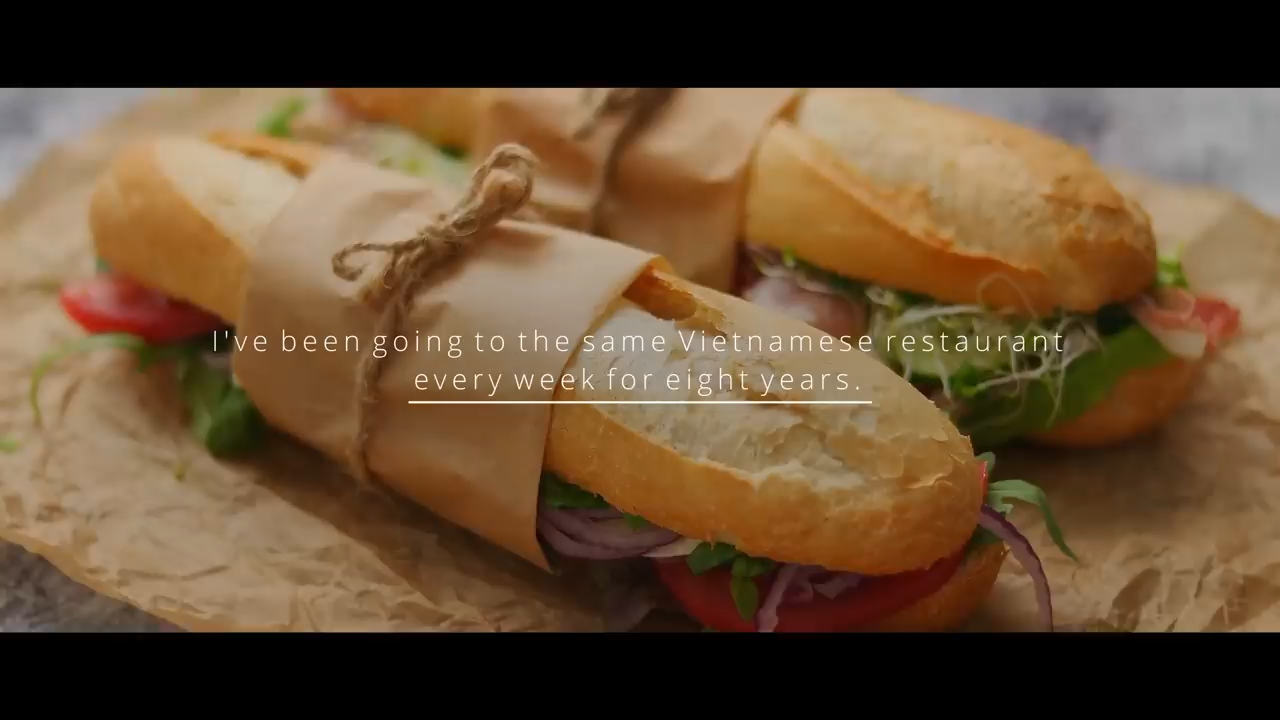 I've been going to the same Vietnamese restaurant
every week for eight years.